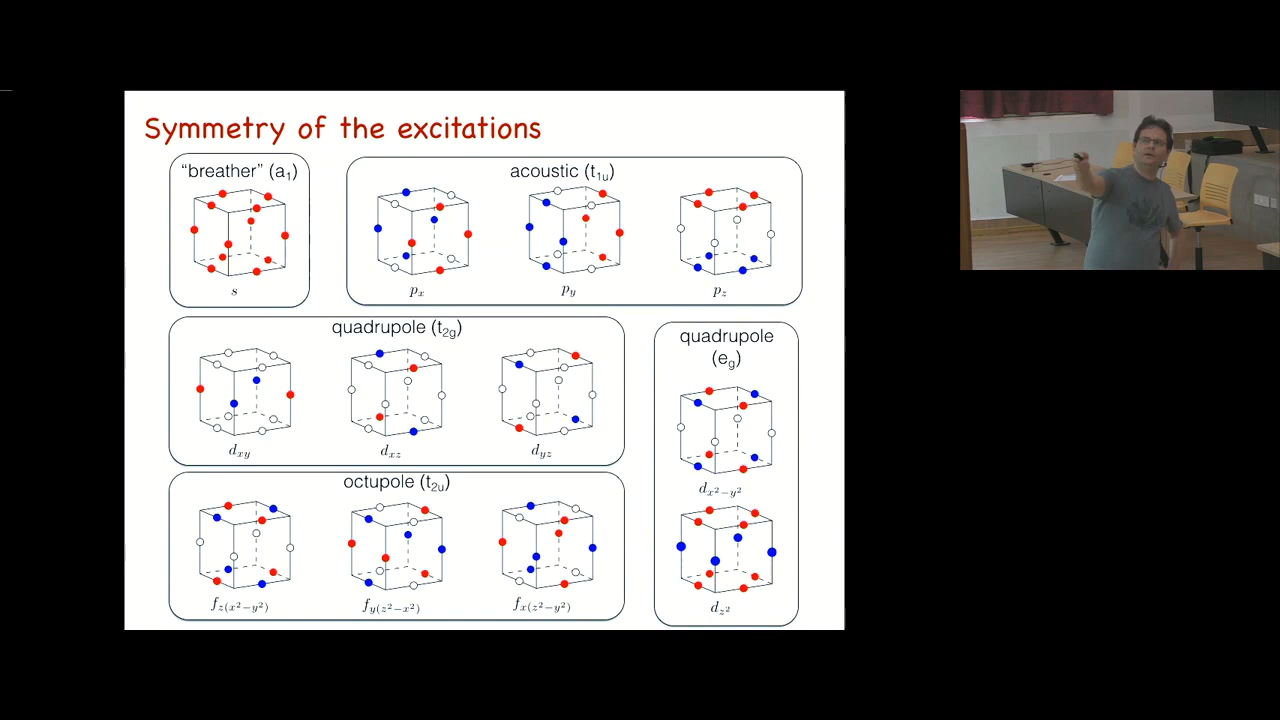 Symmetry of the excitations
“breather” (a₁)
s
acoustic (t₁ᵤ)
pₓ
p_y
p_z
quadrupole (t₂g)
d_xy
d_xz
d_yz
quadrupole
(e_g)
d_x²−y²
d_z²
octupole (t₂ᵤ)
f_z(x²−y²)
f_y(z²−x²)
f_x(z²−y²)